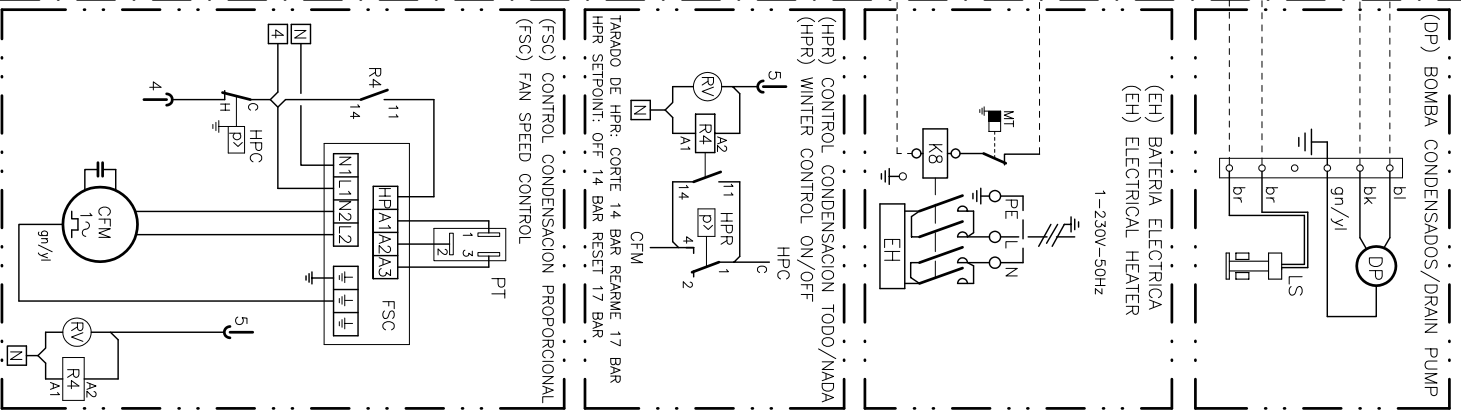 (FSC) CONTROL CONDENSACION PROPORCIONAL
(FSC) FAN SPEED CONTROL
N
4
4
H
C
HPC
P>
R4
14
11
N1
L1
N2
L2
HP
A1
A2
A3
FSC
1
2
3
PT
CFM
1~
gn/yl
5
RV
R4
A1
A2
N
(HPR) CONTROL CONDENSACION TODO/NADA
(HPR) WINTER CONTROL ON/OFF
TARADO DE HPR: CORTE 14 BAR REARME 17 BAR
HPR SETPOINT: OFF 14 BAR RESET 17 BAR
5
RV
R4
A1
A2
N
14
11
HPR
P>
4
1
2
CFM
C
HPC
(EH) BATERIA ELECTRICA
(EH) ELECTRICAL HEATER
1-230V-50Hz
MT
K8
PE
L
N
EH
(DP) BOMBA CONDENSADOS/DRAIN PUMP
br
br
gn/yl
bk
bl
DP
LS